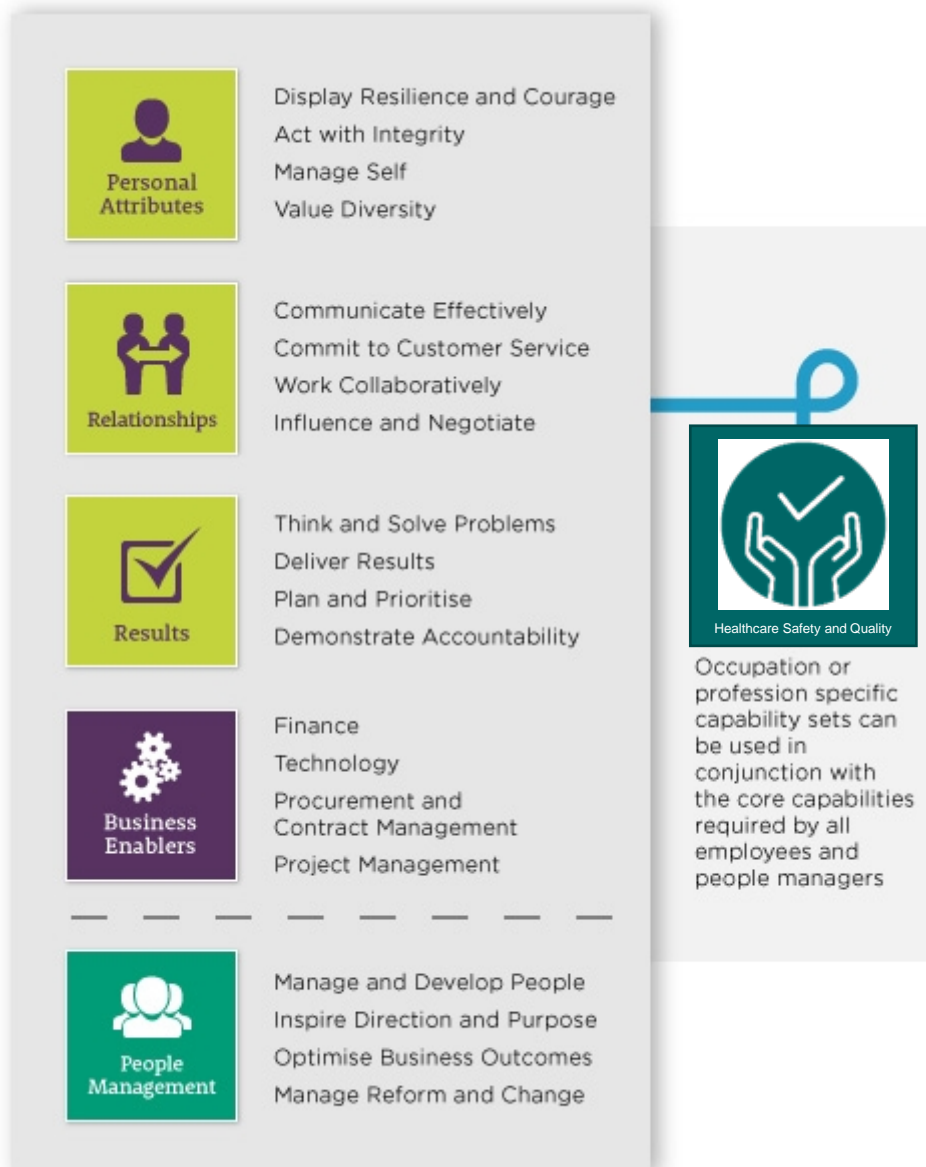 Personal
Attributes
Display Resilience and Courage
Act with Integrity
Manage Self
Value Diversity
Relationships
Communicate Effectively
Commit to Customer Service
Work Collaboratively
Influence and Negotiate
Results
Think and Solve Problems
Deliver Results
Plan and Prioritise
Demonstrate Accountability
Business
Enablers
Finance
Technology
Procurement and
Contract Management
Project Management
People
Management
Manage and Develop People
Inspire Direction and Purpose
Optimise Business Outcomes
Manage Reform and Change
Healthcare Safety and Quality
Occupation or
profession specific
capability sets can
be used in
conjunction with
the core capabilities
required by all
employees and
people managers